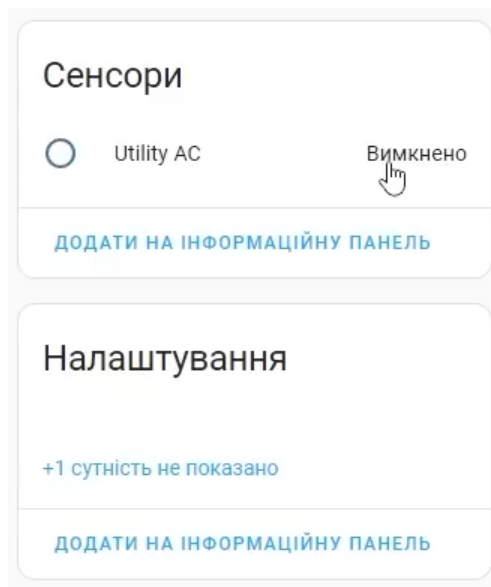 Сенсори
Utility AC Вимкнено
ДОДАТИ НА ІНФОРМАЦІЙНУ ПАНЕЛЬ
Налаштування
+1 сутність не показано
ДОДАТИ НА ІНФОРМАЦІЙНУ ПАНЕЛЬ